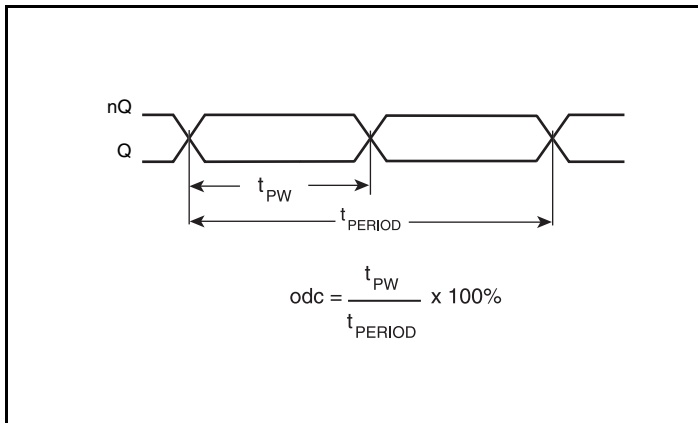 nQ
Q
tPW
tPERIOD
odc = tPW / tPERIOD x 100%